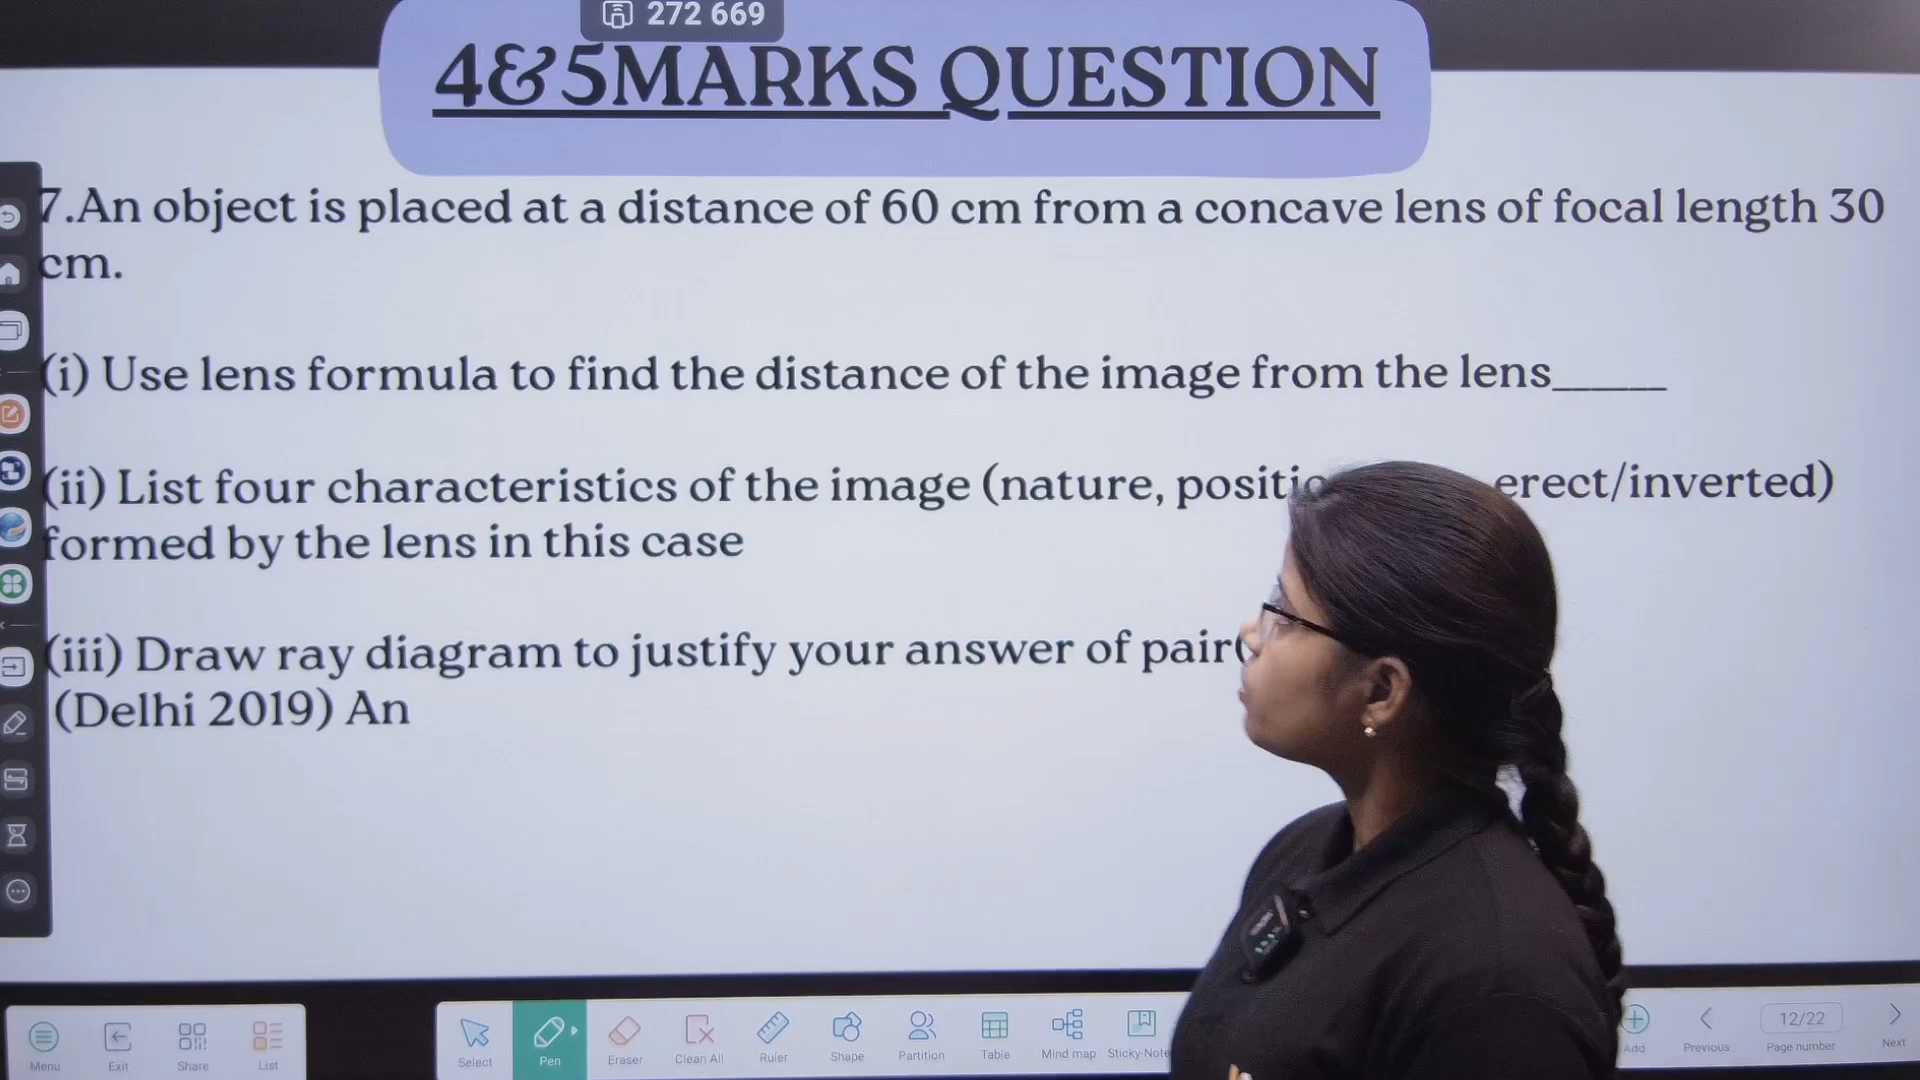 272 669
4&5MARKS QUESTION
7.An object is placed at a distance of 60 cm from a concave lens of focal length 30
cm.
(i) Use lens formula to find the distance of the image from the lens______
(ii) List four characteristics of the image (nature, erect/inverted)
formed by the lens in this case
(iii) Draw ray diagram to justify your answer of
(Delhi 2019) An
Menu Exit Share List Select Pen Eraser Clean All Ruler Shape Partition Table Mind map Sticky-Note Add Previous 12/22 Page number Next